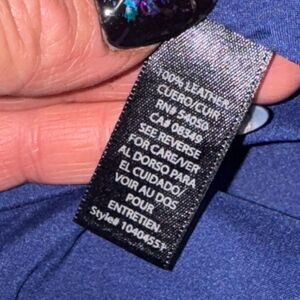 100% LEATHER
CUERO/CUIR
RN# 54050
CA# 08349
SEE REVERSE
FOR CARE/VER
AL DORSO PARA
EL CUIDADO/
VOIR AU DOS
POUR
ENTRETIEN.
Style# 10404551